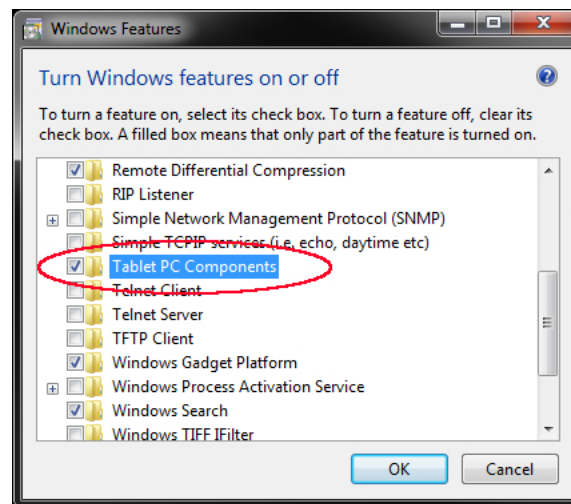 Windows Features
Turn Windows features on or off
To turn a feature on, select its check box. To turn a feature off, clear its
check box. A filled box means that only part of the feature is turned on.
Remote Differential Compression
RIP Listener
Simple Network Management Protocol (SNMP)
Simple TCPIP services (i.e. echo, daytime etc)
Tablet PC Components
Telnet Client
Telnet Server
TFTP Client
Windows Gadget Platform
Windows Process Activation Service
Windows Search
Windows TIFF IFilter
OK Cancel